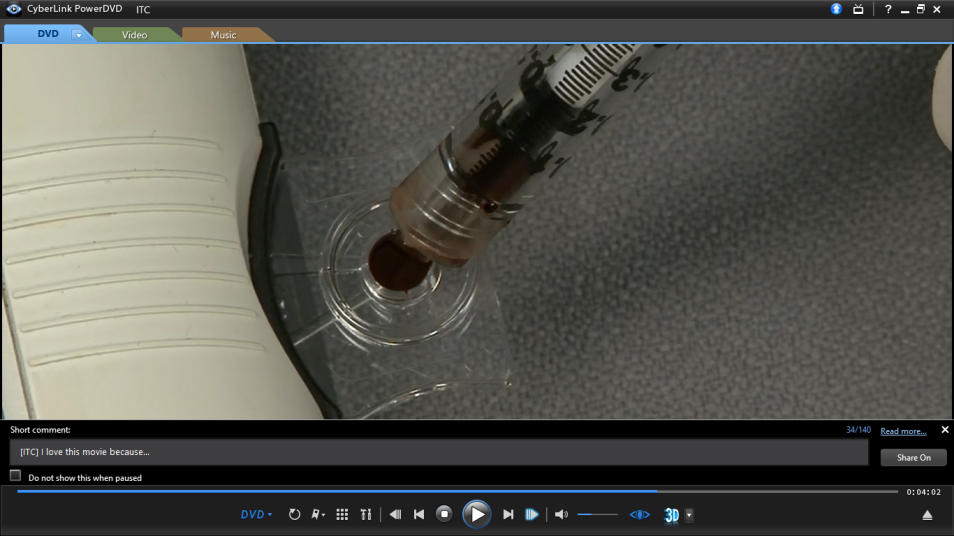 CyberLink PowerDVD ITC
?
DVD Video Music
Short comment: 34/140 Read more...
[ITC] I love this movie because...
Share On
Do not show this when paused
0:04:02
DVD 3D